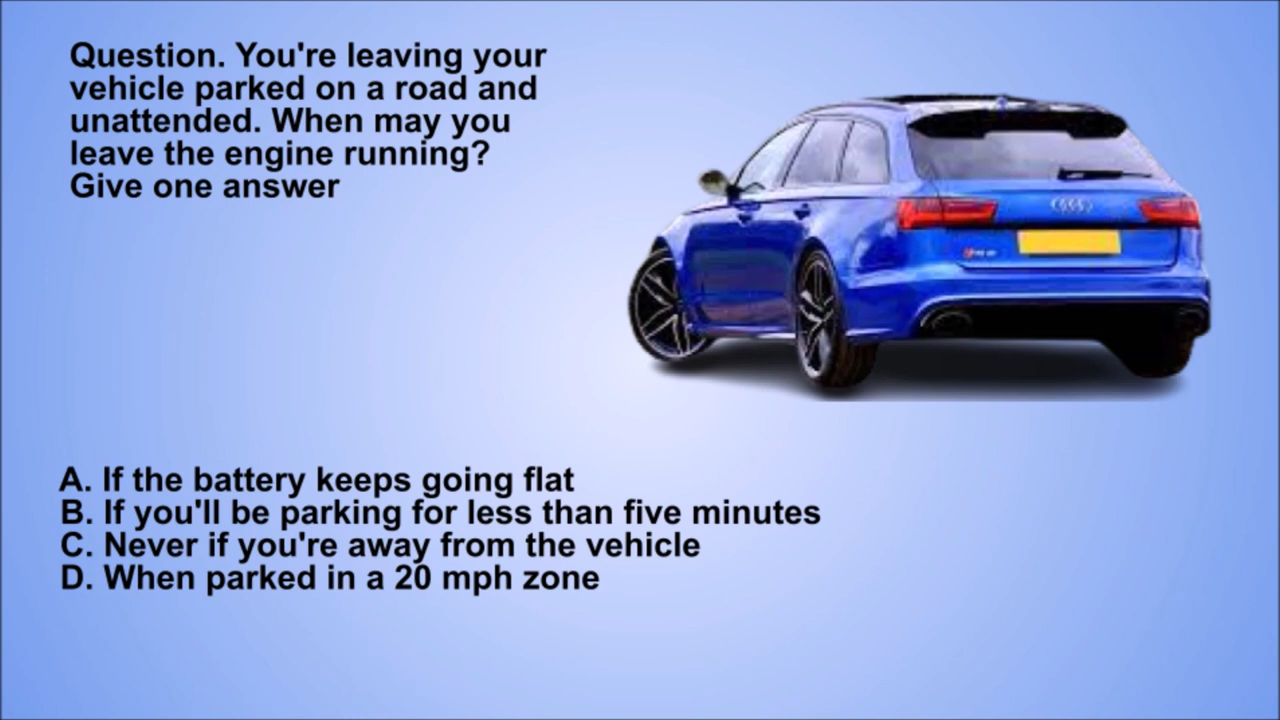 Question. You're leaving your
vehicle parked on a road and
unattended. When may you
leave the engine running?
Give one answer
A. If the battery keeps going flat
B. If you'll be parking for less than five minutes
C. Never if you're away from the vehicle
D. When parked in a 20 mph zone